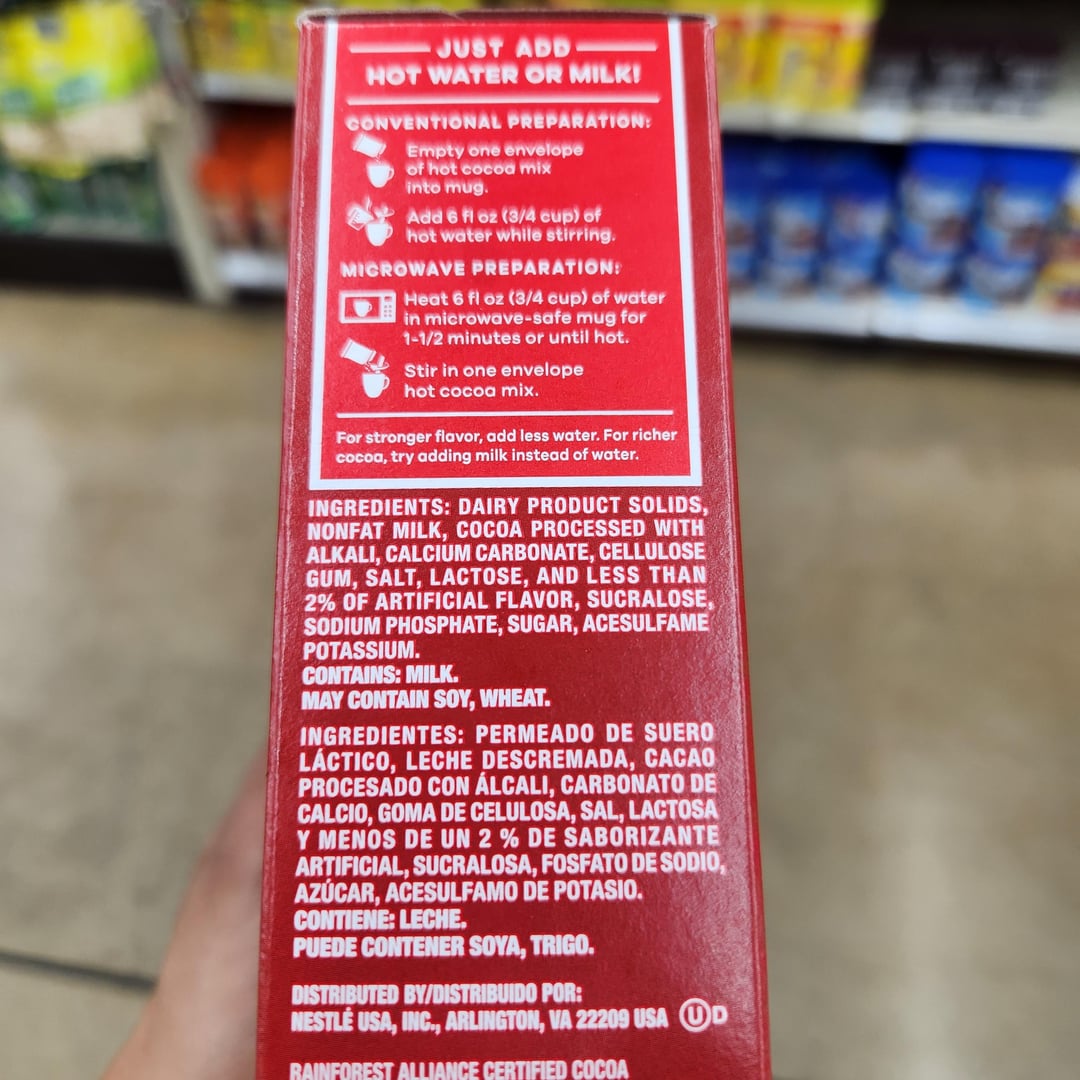 JUST ADD
HOT WATER OR MILK!
CONVENTIONAL PREPARATION:
Empty one envelope
of hot cocoa mix
into mug.
Add 6 fl oz (3/4 cup) of
hot water while stirring.
MICROWAVE PREPARATION:
Heat 6 fl oz (3/4 cup) of water
in microwave-safe mug for
1-1/2 minutes or until hot.
Stir in one envelope
hot cocoa mix.
For stronger flavor, add less water. For richer
cocoa, try adding milk instead of water.
INGREDIENTS: DAIRY PRODUCT SOLIDS,
NONFAT MILK, COCOA PROCESSED WITH
ALKALI, CALCIUM CARBONATE, CELLULOSE
GUM, SALT, LACTOSE, AND LESS THAN
2% OF ARTIFICIAL FLAVOR, SUCRALOSE,
SODIUM PHOSPHATE, SUGAR, ACESULFAME
POTASSIUM.
CONTAINS: MILK.
MAY CONTAIN SOY, WHEAT.
INGREDIENTES: PERMEADO DE SUERO
LÁCTICO, LECHE DESCREMADA, CACAO
PROCESADO CON ÁLCALI, CARBONATO DE
CALCIO, GOMA DE CELULOSA, SAL, LACTOSA
Y MENOS DE UN 2 % DE SABORIZANTE
ARTIFICIAL, SUCRALOSA, FOSFATO DE SODIO,
AZÚCAR, ACESULFAMO DE POTASIO.
CONTIENE: LECHE.
PUEDE CONTENER SOYA, TRIGO.
DISTRIBUTED BY/DISTRIBUIDO POR:
NESTLÉ USA, INC., ARLINGTON, VA 22209 USA Ⓤ D
RAINFOREST ALLIANCE CERTIFIED COCOA